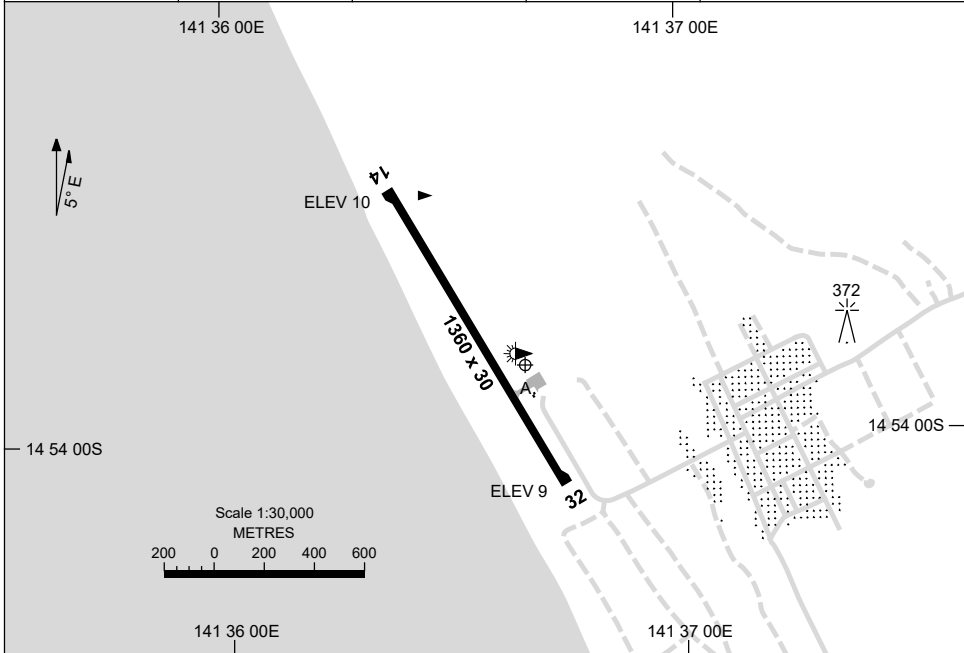 141 36 00E
141 37 00E
5° E
14
ELEV 10
372
1360 x 30
A
14 54 00S
14 54 00S
ELEV 9
32
Scale 1:30,000
METRES
200 0 200 400 600
141 36 00E
141 37 00E